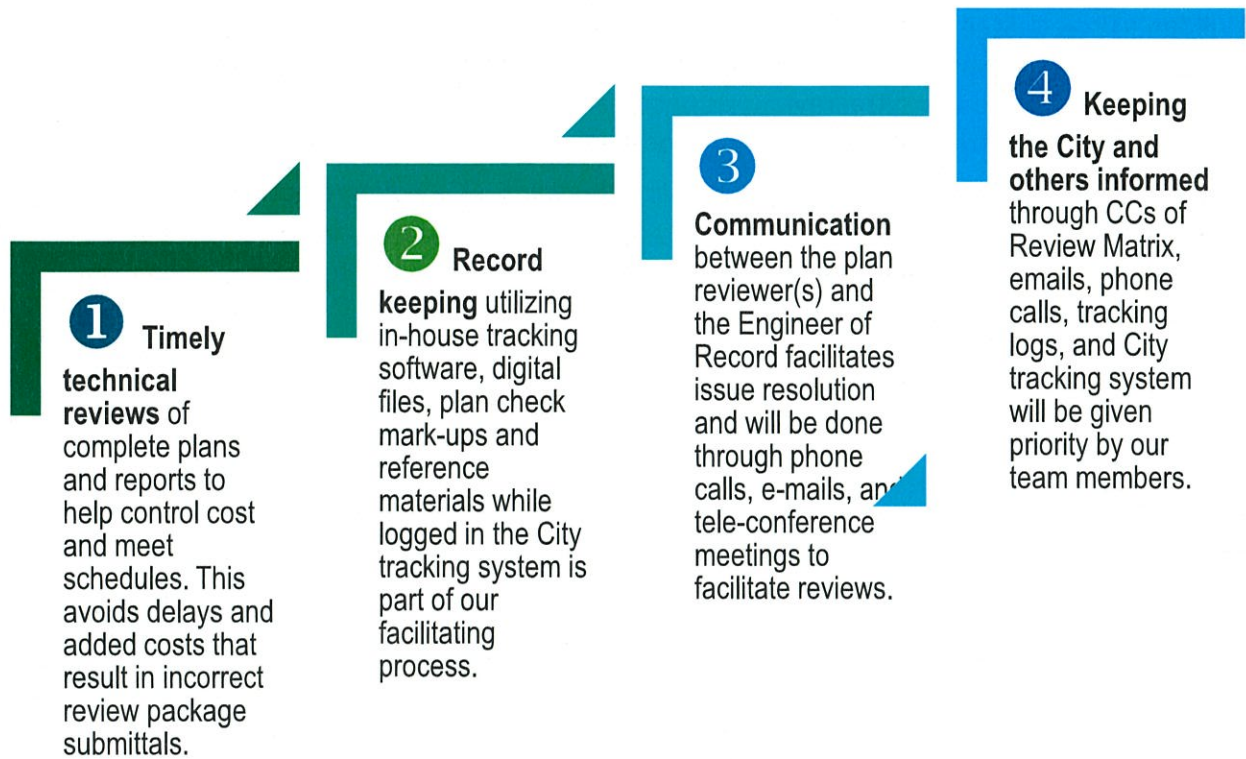 1 Timely
technical
reviews of
complete plans
and reports to
help control cost
and meet
schedules. This
avoids delays and
added costs that
result in incorrect
review package
submittals.
2 Record
keeping utilizing
in-house tracking
software, digital
files, plan check
mark-ups and
reference
materials while
logged in the City
tracking system is
part of our
facilitating
process.
3
Communication
between the plan
reviewer(s) and
the Engineer of
Record facilitates
issue resolution
and will be done
through phone
calls, e-mails, and
tele-conference
meetings to
facilitate reviews.
4 Keeping
the City and
others informed
through CCs of
Review Matrix,
emails, phone
calls, tracking
logs, and City
tracking system
will be given
priority by our
team members.